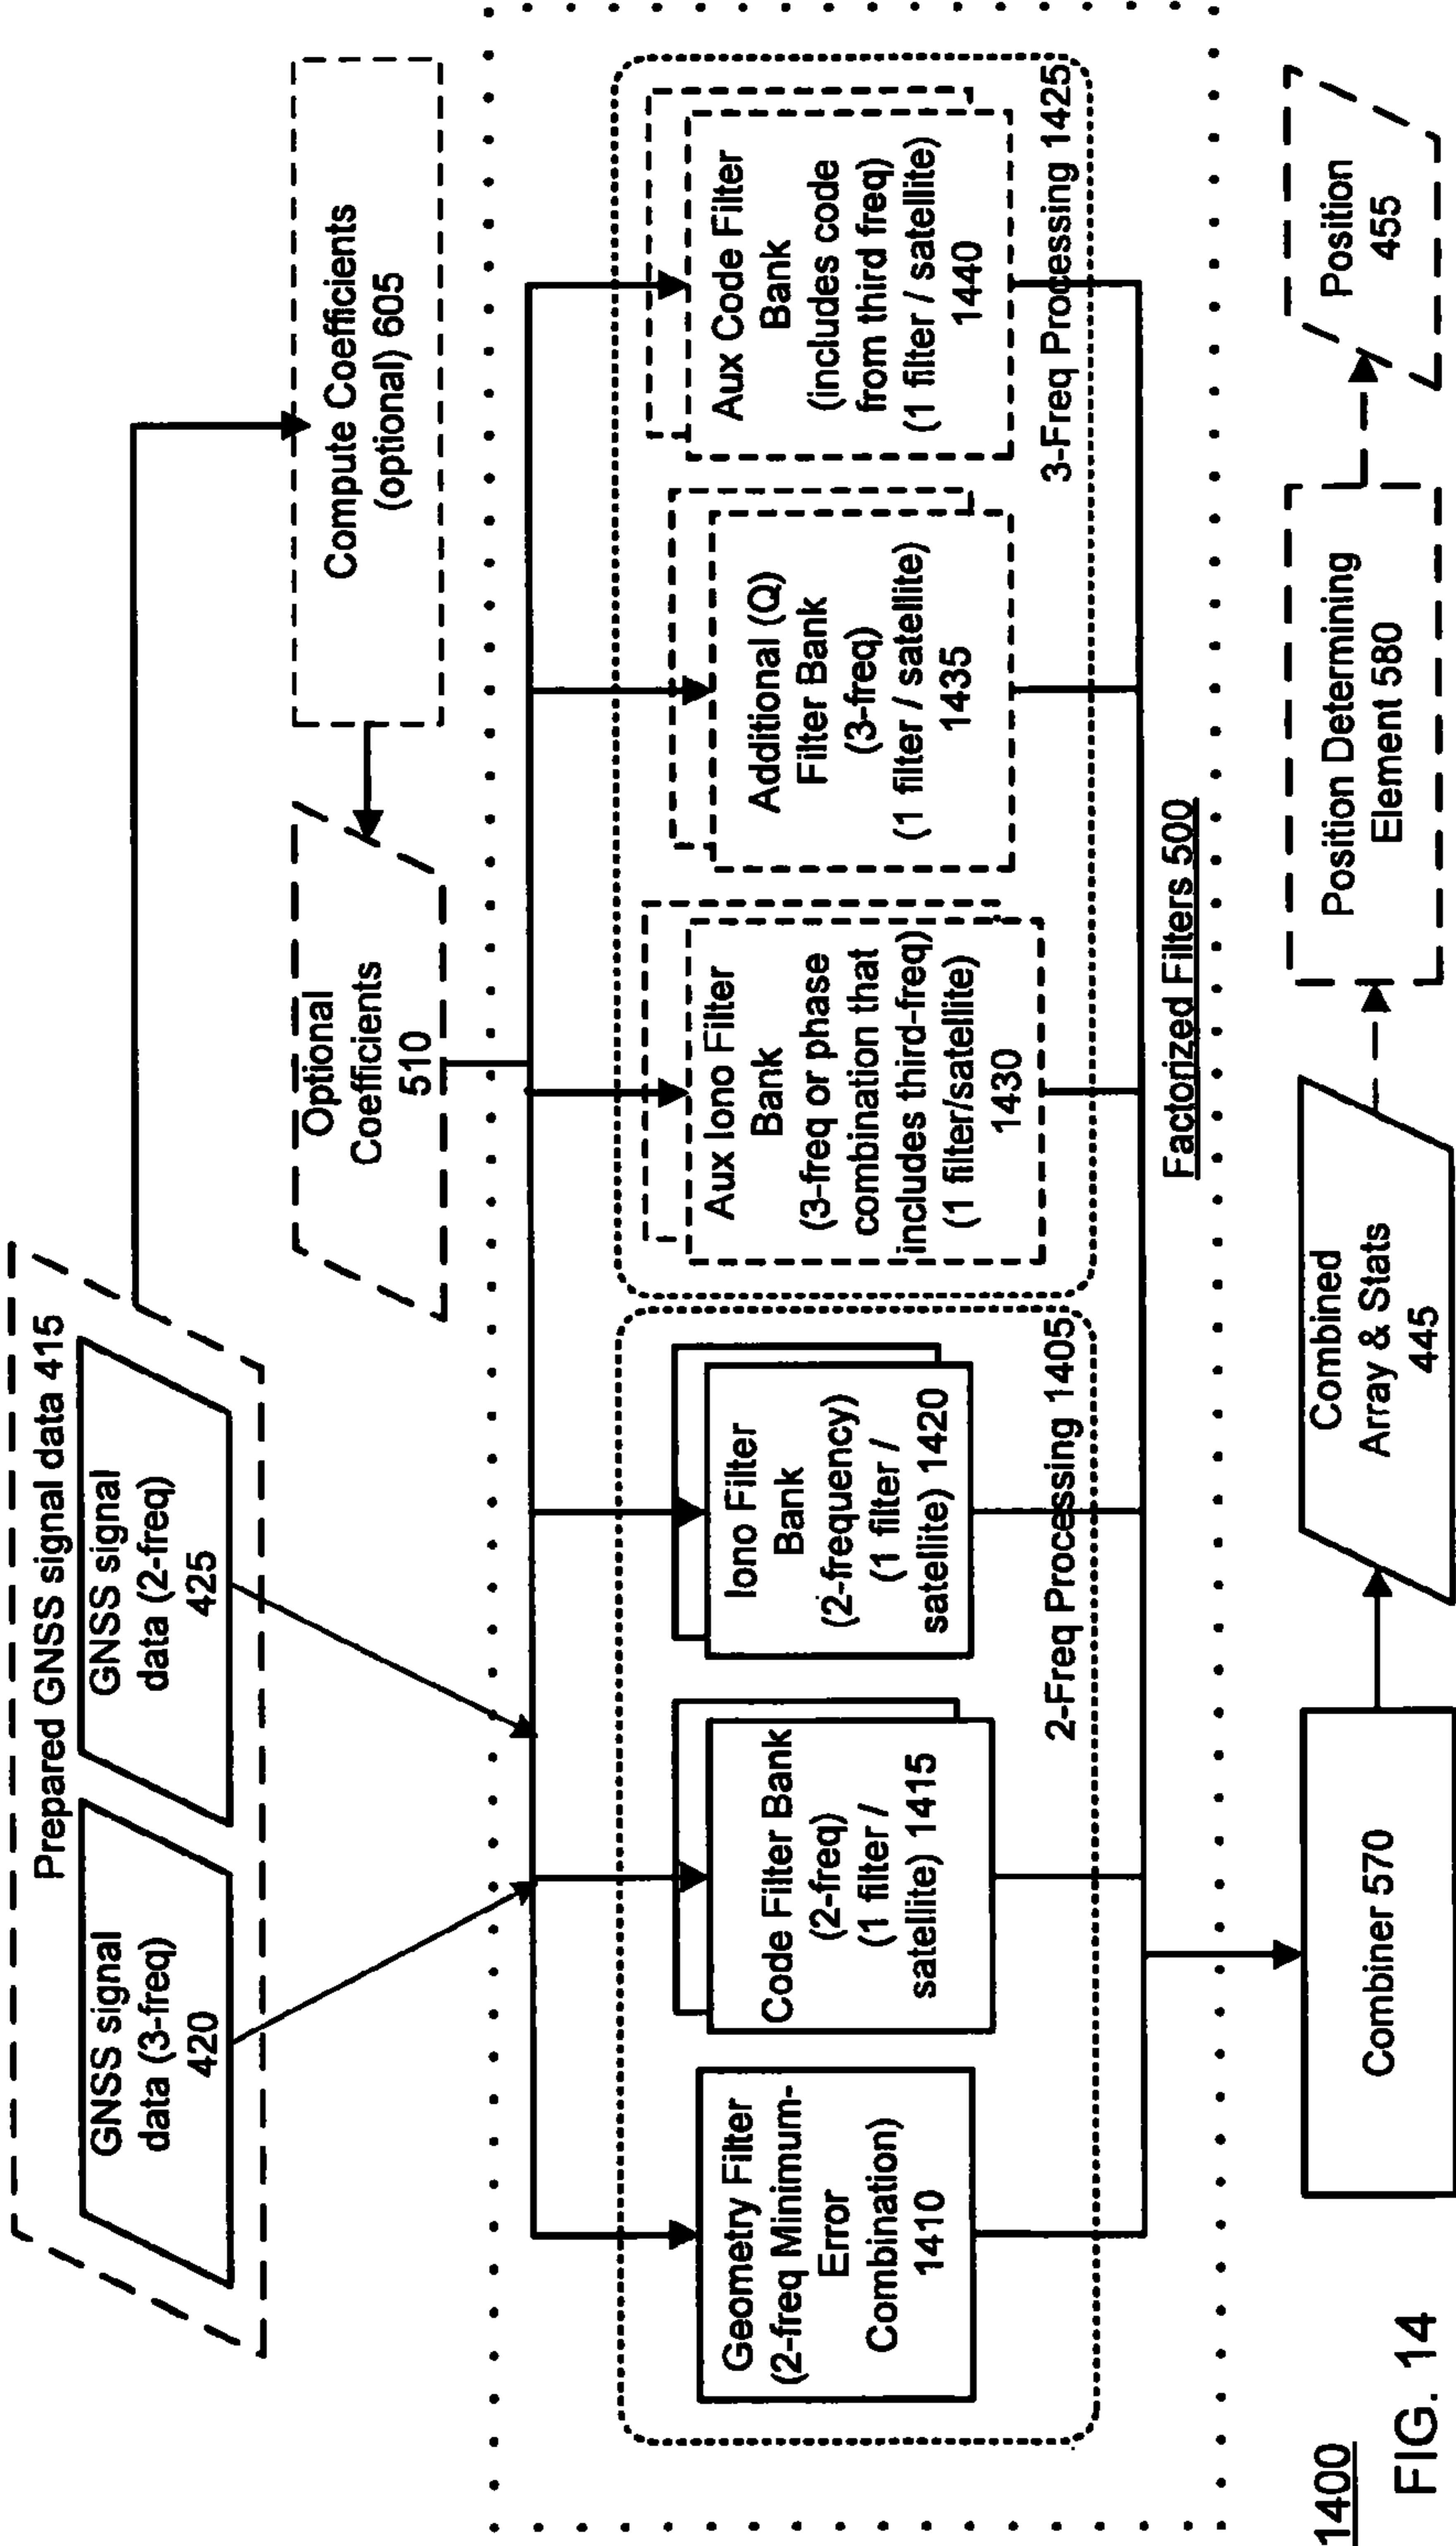 Prepared GNSS signal data 415
GNSS signal
data (3-freq)
420
GNSS signal
data (2-freq)
425
Optional
Coefficients
510
Compute Coefficients
(optional) 605
Geometry Filter
(2-freq Minimum-
Error
Combination)
1410
Code Filter Bank
(2-freq)
(1 filter /
satellite) 1415
Iono Filter
Bank
(2-frequency)
(1 filter /
satellite) 1420
2-Freq Processing 1405
Aux Iono Filter
Bank
(3-freq or phase
combination that
includes third-freq)
(1 filter/satellite)
1430
Additional (Q)
Filter Bank
(3-freq)
(1 filter / satellite)
1435
Aux Code Filter
Bank
(includes code
from third freq)
(1 filter / satellite)
1440
3-Freq Processing 1425
Factorized Filters 500
Combiner 570
Combined
Array & Stats
445
Position Determining
Element 580
Position
455
1400
FIG. 14